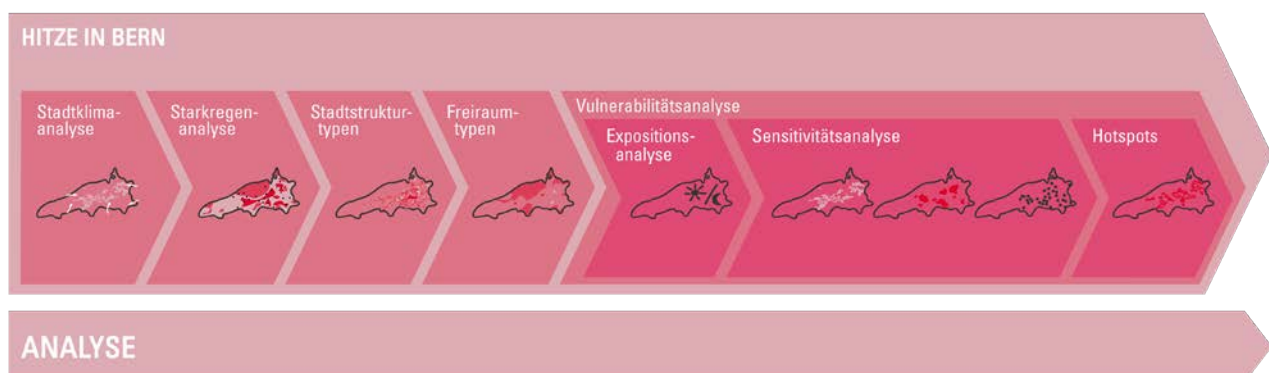 HITZE IN BERN
Stadtklima-
analyse
Starkregen-
analyse
Stadtstruktur-
typen
Freiraum-
typen
Vulnerabilitätsanalyse
Expositions-
analyse
Sensitivitätsanalyse
Hotspots
ANALYSE